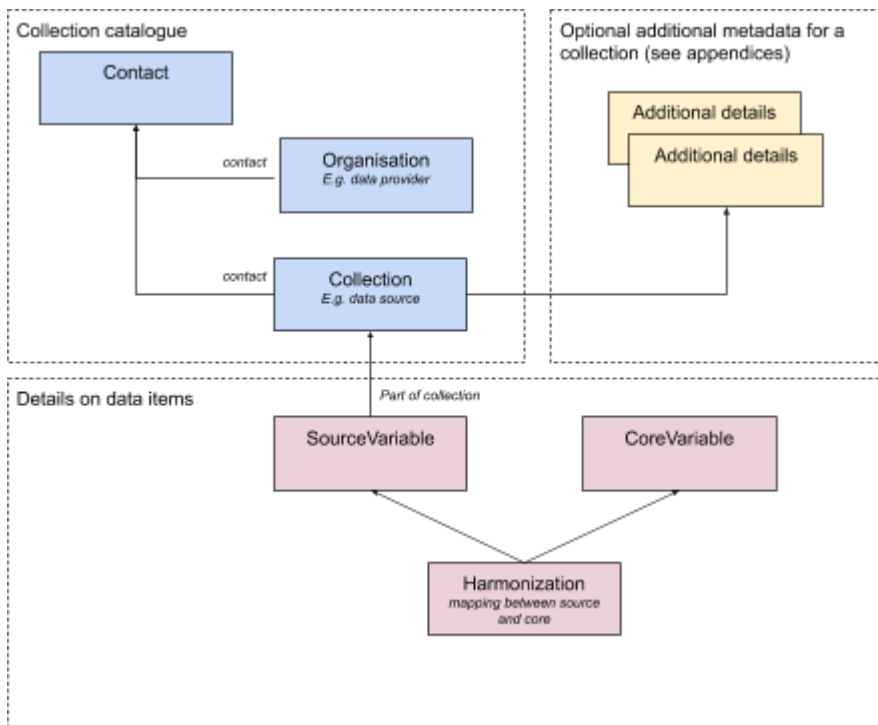 Collection catalogue
Contact
contact
Organisation
E.g. data provider
contact
Collection
E.g. data source
Optional additional metadata for a
collection (see appendices)
Additional details
Additional details
Details on data items
Part of collection
SourceVariable
CoreVariable
Harmonization
mapping between source
and core